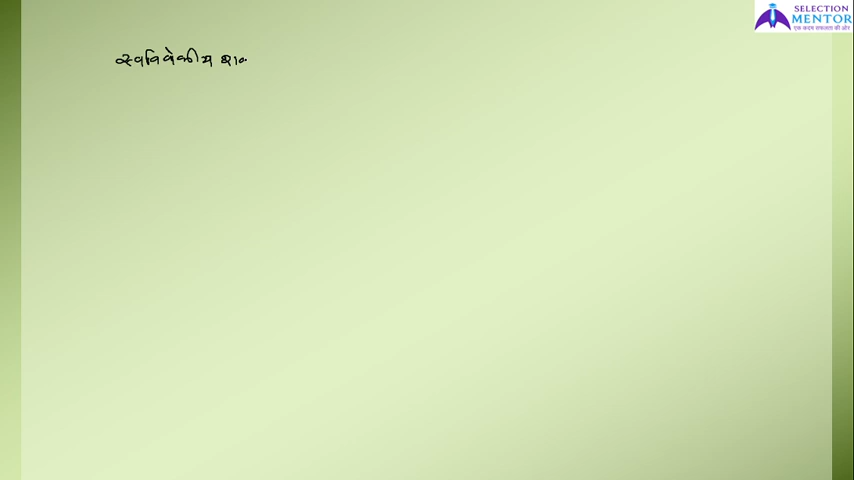 SELECTION
MENTOR
एक कदम सफलता की ओर
स्वविवेकीय श